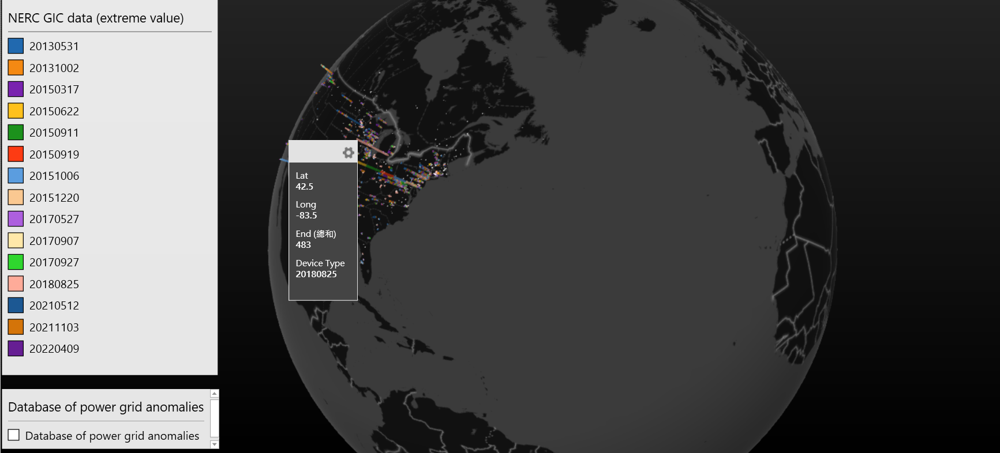 NERC GIC data (extreme value)
20130531
20131002
20150317
20150622
20150911
20150919
20151006
20151220
20170527
20170907
20170927
20180825
20210512
20211103
20220409
Database of power grid anomalies
Database of power grid anomalies
Lat
42.5
Long
-83.5
End (總和)
483
Device Type
20180825